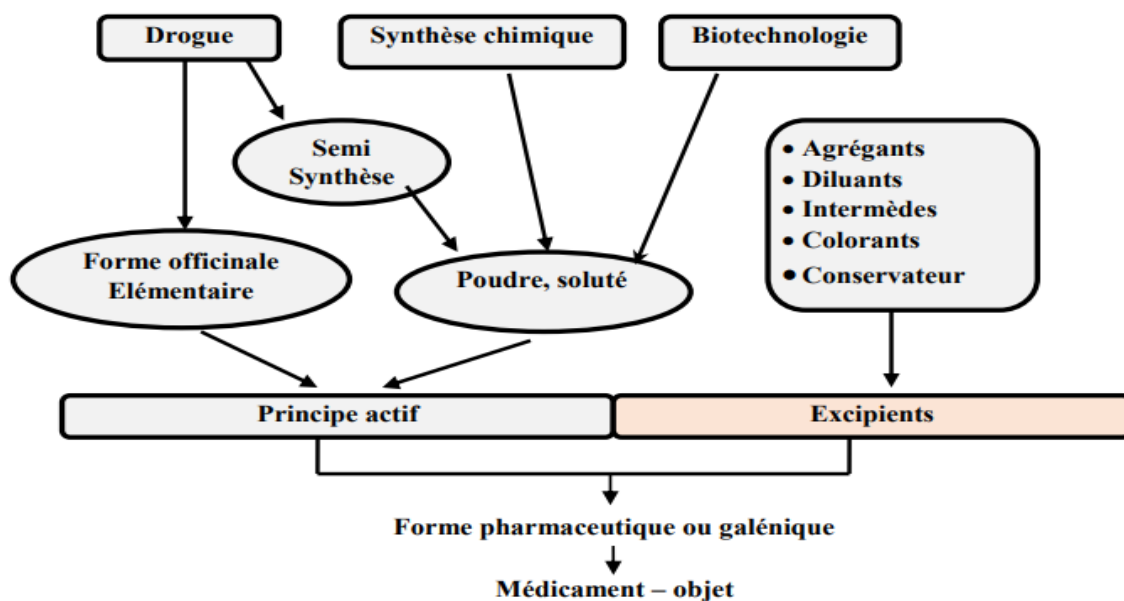 Drogue
Synthèse chimique
Biotechnologie
Semi
Synthèse
• Agrégants
• Diluants
• Intermèdes
• Colorants
• Conservateur
Forme officinale
Elémentaire
Poudre, soluté
Principe actif
Excipients
Forme pharmaceutique ou galénique
Médicament – objet